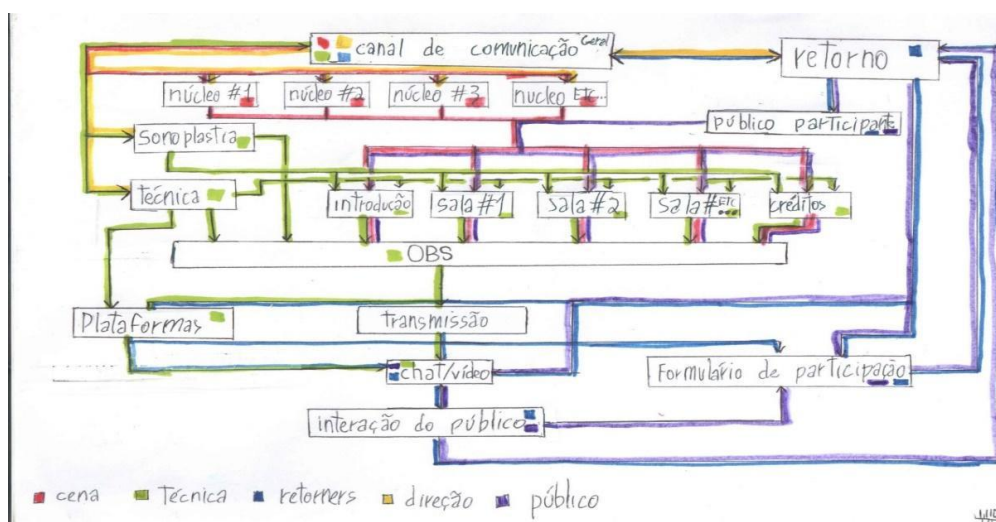 canal de comunicação Geral
retorno
núcleo #1
núcleo #2
núcleo #3
nucleo Etc..
público participante
Sonoplastia
técnica
introdução
sala #1
sala #2
sala # ETC...
créditos
OBS
Plataformas
transmissão
chat/vídeo
Formulário de participação
interação do público
cena
Técnica
retorners
direção
público